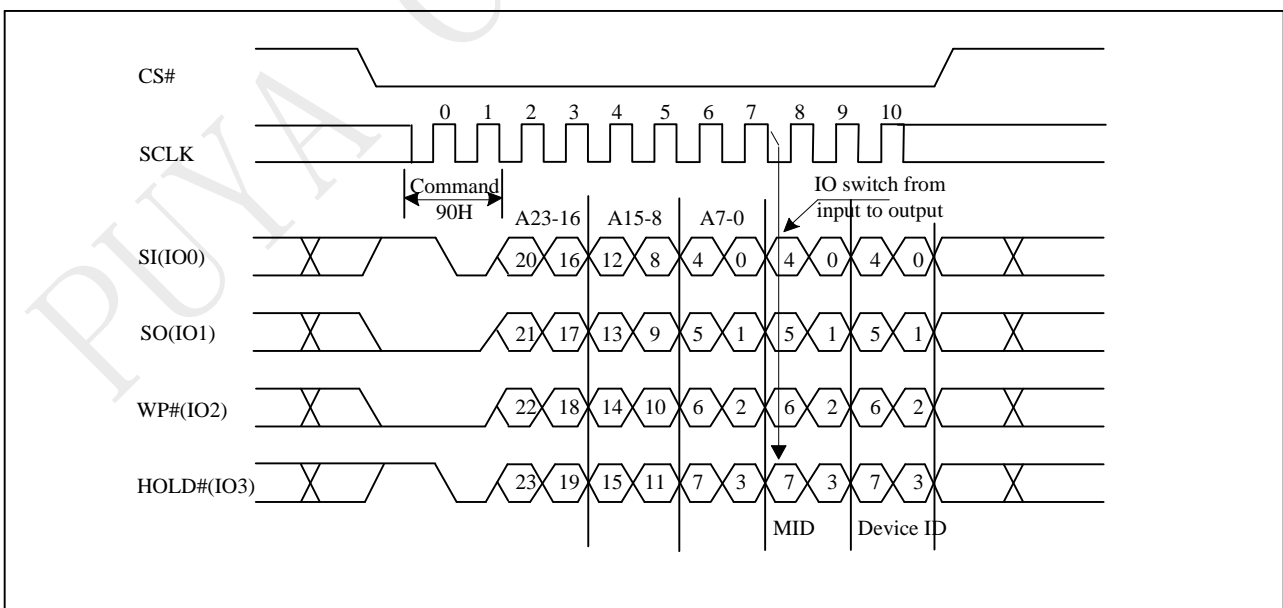 PUYA
CS#
0 1 2 3 4 5 6 7 8 9 10
SCLK
Command
90H
IO switch from
input to output
A23-16 A15-8 A7-0
SI(IO0) 20 16 12 8 4 0 4 0 4 0
SO(IO1) 21 17 13 9 5 1 5 1 5 1
WP#(IO2) 22 18 14 10 6 2 6 2 6 2
HOLD#(IO3) 23 19 15 11 7 3 7 3 7 3
MID Device ID